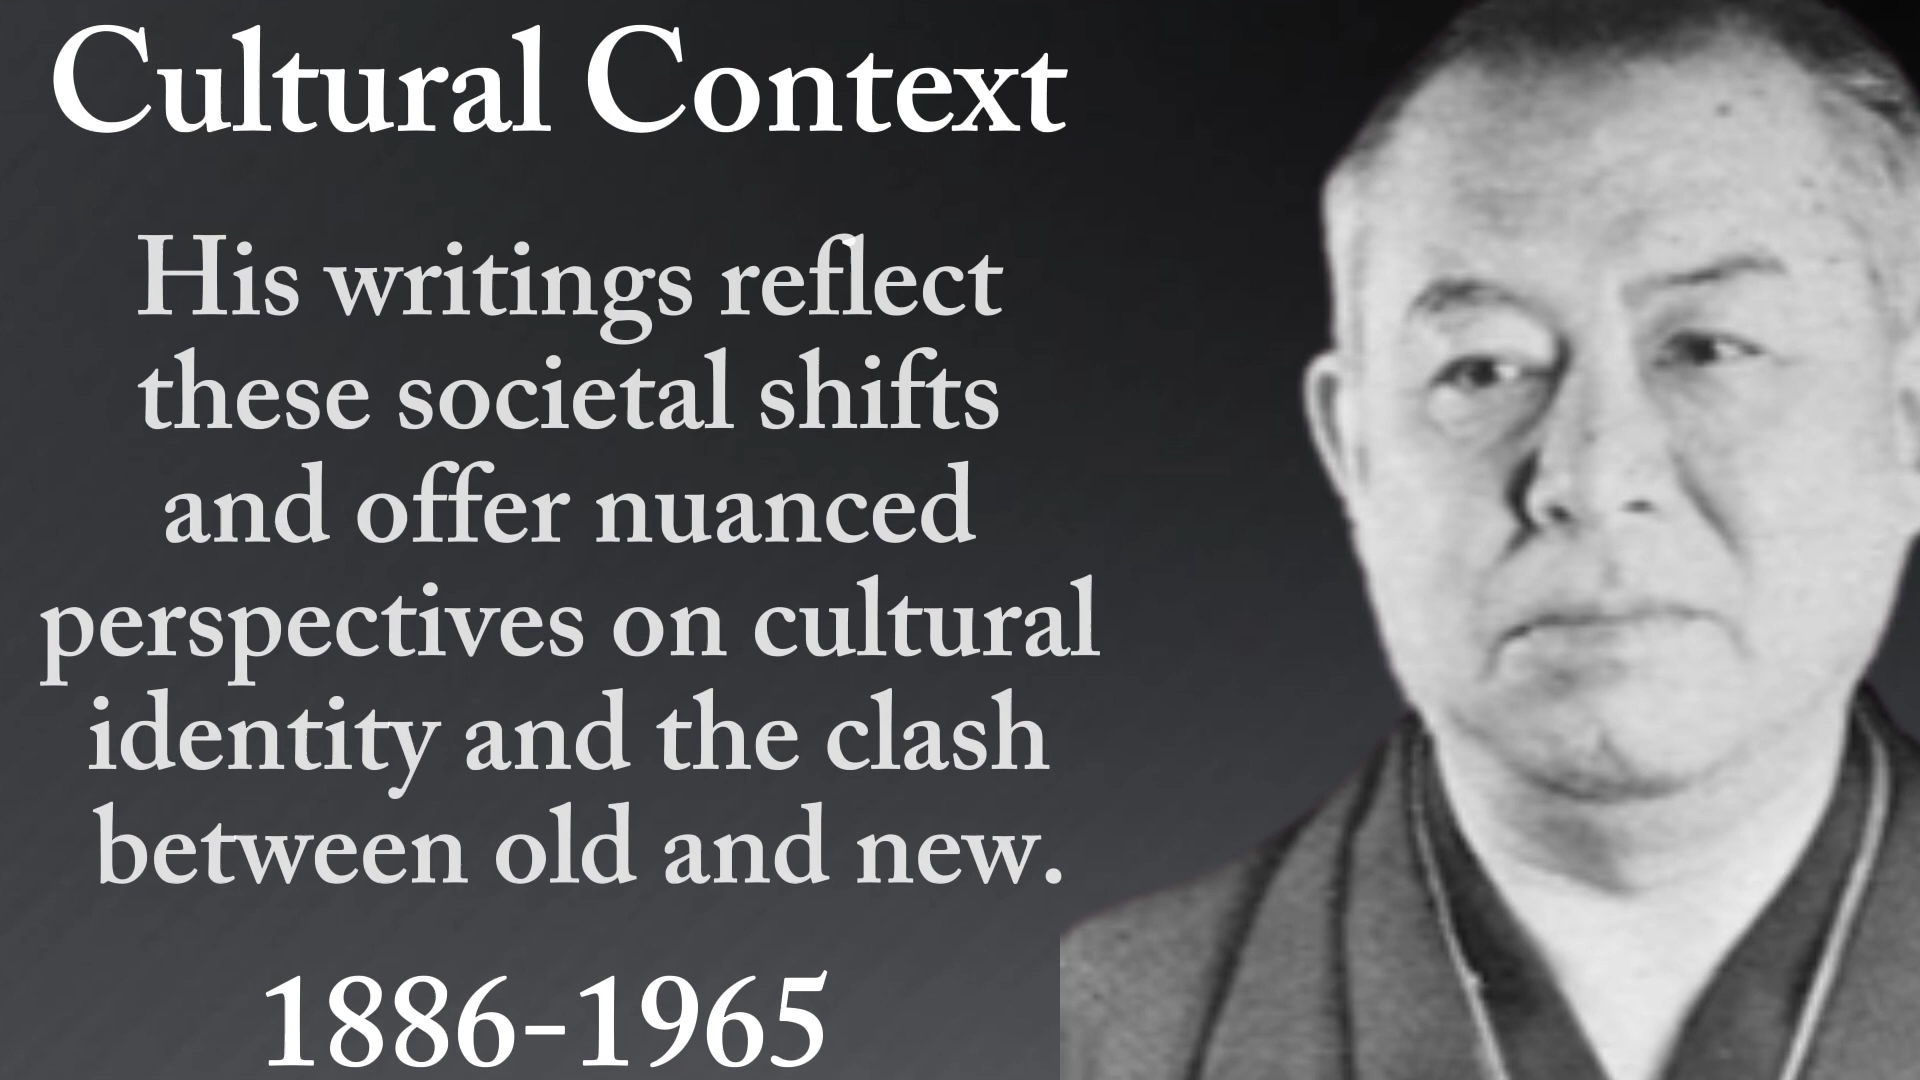 Cultural Context
His writings reflect
these societal shifts
and offer nuanced
perspectives on cultural
identity and the clash
between old and new.
1886-1965